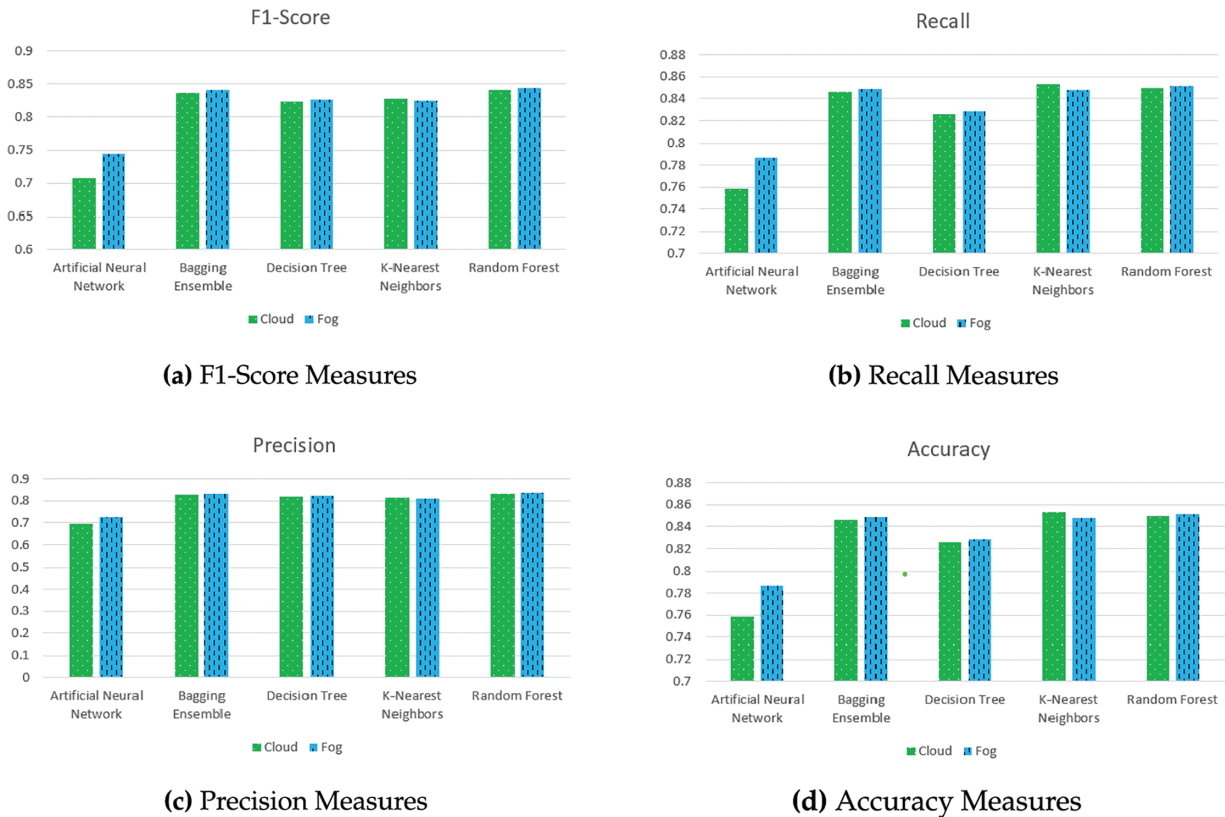 F1-Score
0.9
0.85
0.8
0.75
0.7
0.65
0.6
Artificial Neural
Network
Bagging
Ensemble
Decision Tree
K-Nearest
Neighbors
Random Forest
Cloud
Fog
(a) F1-Score Measures
Recall
0.88
0.86
0.84
0.82
0.8
0.78
0.76
0.74
0.72
0.7
Artificial Neural
Network
Bagging
Ensemble
Decision Tree
K-Nearest
Neighbors
Random Forest
Cloud
Fog
(b) Recall Measures
Precision
0.9
0.8
0.7
0.6
0.5
0.4
0.3
0.2
0.1
0
Artificial Neural
Network
Bagging
Ensemble
Decision Tree
K-Nearest
Neighbors
Random Forest
Cloud
Fog
(c) Precision Measures
Accuracy
0.88
0.86
0.84
0.82
0.8
0.78
0.76
0.74
0.72
0.7
Artificial Neural
Network
Bagging
Ensemble
Decision Tree
K-Nearest
Neighbors
Random Forest
Cloud
Fog
(d) Accuracy Measures